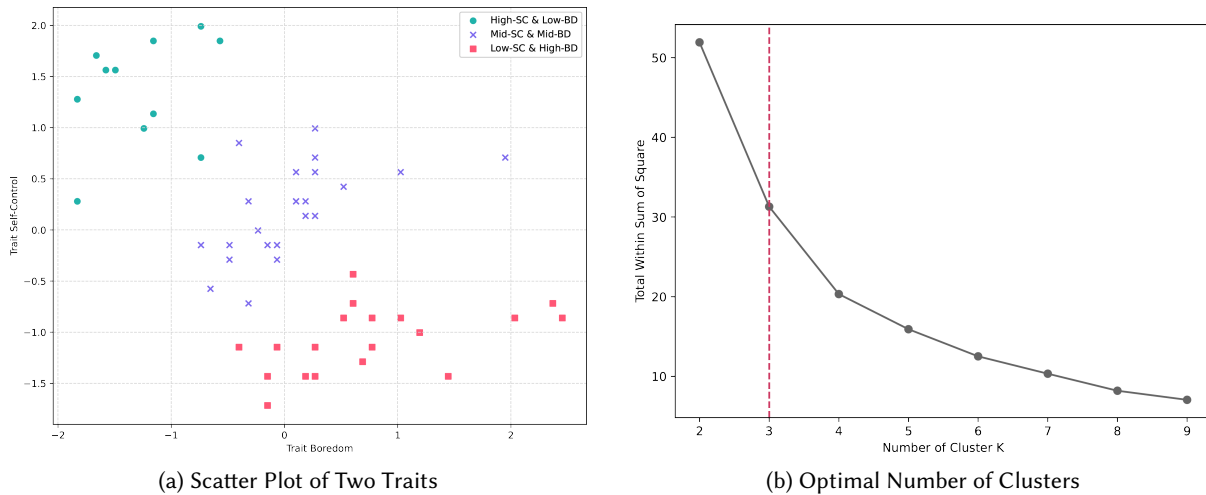 High-SC & Low-BD
Mid-SC & Mid-BD
Low-SC & High-BD
Trait Self-Control
2.0
1.5
1.0
0.5
0.0
−0.5
−1.0
−1.5
−2
−1
0
1
2
Trait Boredom
(a) Scatter Plot of Two Traits
Total Within Sum of Square
50
40
30
20
10
2
3
4
5
6
7
8
9
Number of Cluster K
(b) Optimal Number of Clusters